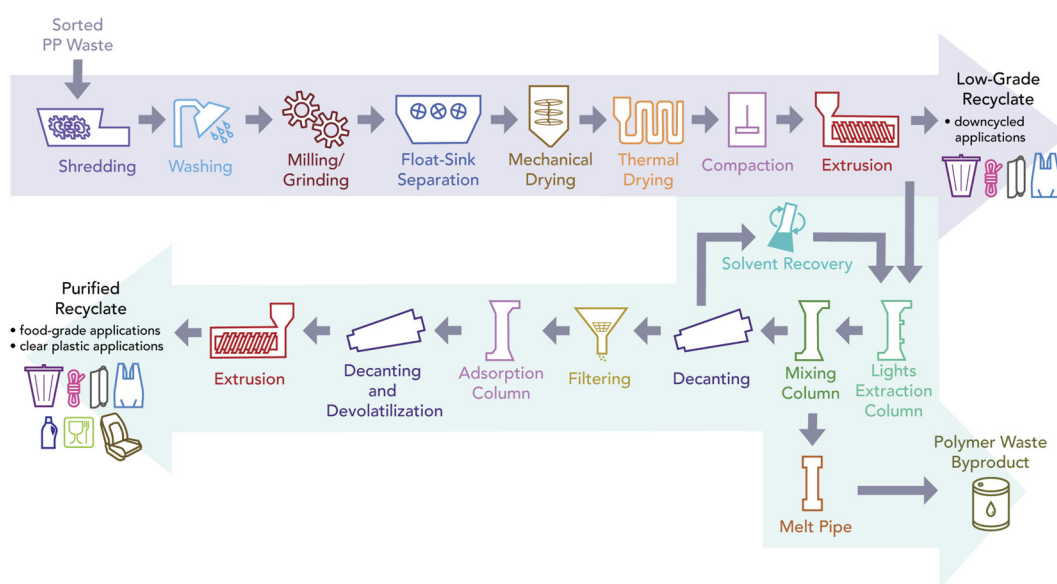 Sorted
PP Waste
Shredding
Washing
Milling/
Grinding
Float-Sink
Separation
Mechanical
Drying
Thermal
Drying
Compaction
Extrusion
Low-Grade
Recyclate
• downcycled
applications
Solvent Recovery
Lights
Extraction
Column
Mixing
Column
Decanting
Filtering
Adsorption
Column
Decanting
and
Devolatilization
Extrusion
Purified
Recyclate
• food-grade applications
• clear plastic applications
Melt Pipe
Polymer Waste
Byproduct